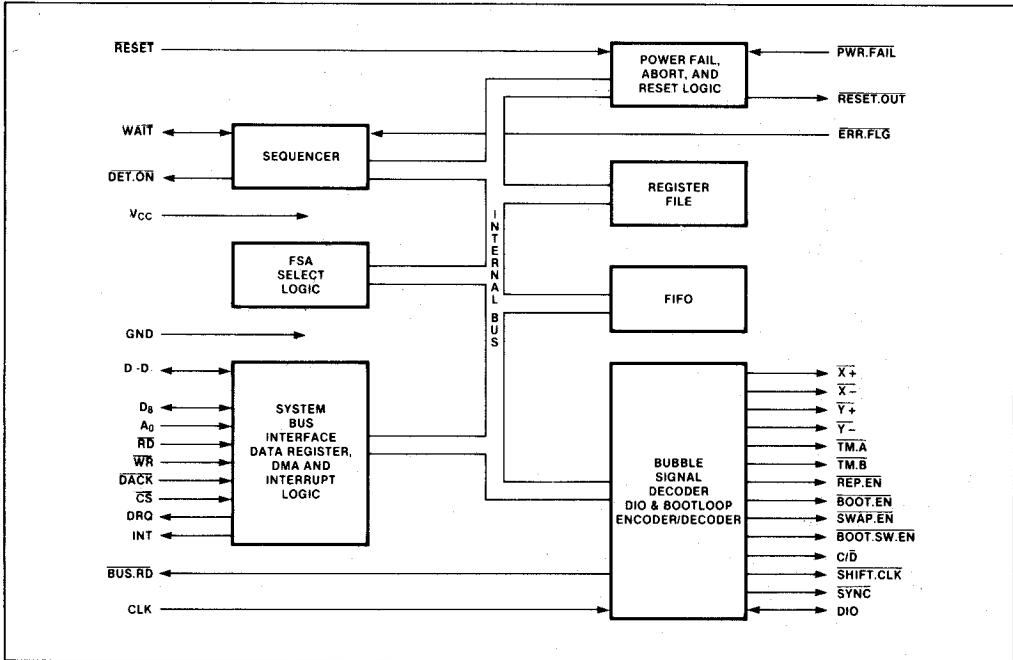 RESET
POWER FAIL,
ABORT, AND
RESET LOGIC
PWR.FAIL
RESET.OUT
WAIT
SEQUENCER
ERR.FLG
DET.ON
REGISTER
FILE
VCC
FSA
SELECT
LOGIC
INTERNAL BUS
FIFO
GND
D -D
D8
A0
RD
WR
DACK
CS
DRQ
INT
SYSTEM
BUS
INTERFACE
DATA REGISTER,
DMA AND
INTERRUPT
LOGIC
BUBBLE
SIGNAL
DECODER
DIO & BOOTLOOP
ENCODER/DECODER
X+
X-
Y+
Y-
TM.A
TM.B
REP.EN
BOOT.EN
SWAP.EN
BOOT.SW.EN
C/D
SHIFT.CLK
SYNC
DIO
BUS.RD
CLK